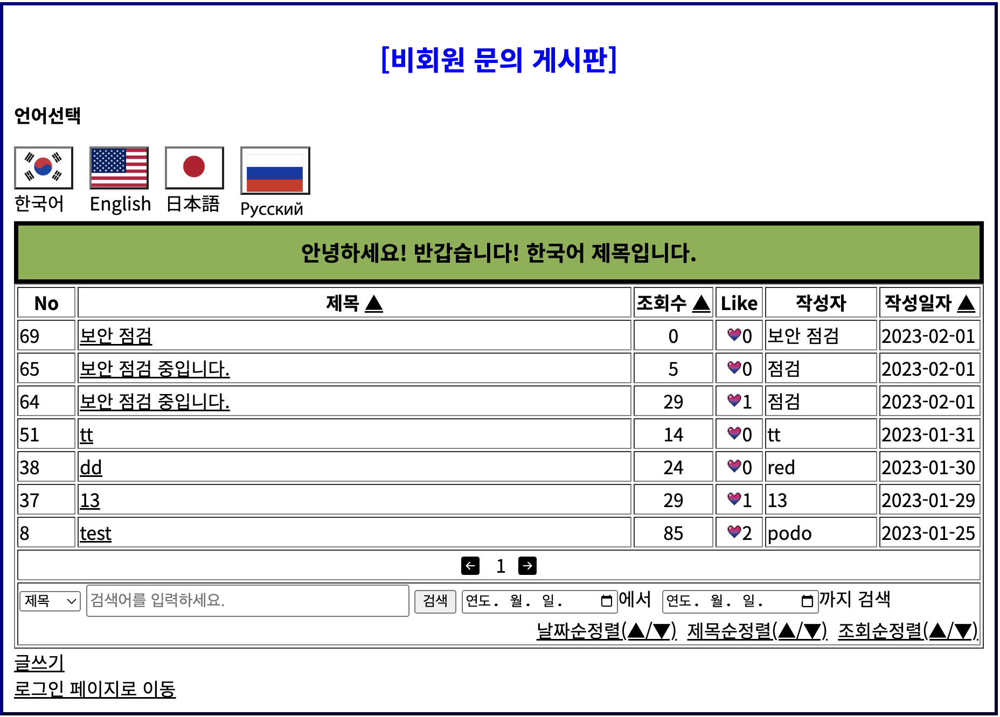 [비회원 문의 게시판]
언어선택
한국어 English 日本語 Русский
안녕하세요! 반갑습니다! 한국어 제목입니다.
No 제목 ▲ 조회수 ▲ Like 작성자 작성일자 ▲
69 보안 점검 0 0 보안 점검 2023-02-01
65 보안 점검 중입니다. 5 0 점검 2023-02-01
64 보안 점검 중입니다. 29 1 점검 2023-02-01
51 tt 14 0 tt 2023-01-31
38 dd 24 0 red 2023-01-30
37 13 29 1 13 2023-01-29
8 test 85 2 podo 2023-01-25
← 1 →
제목 검색어를 입력하세요. 검색 연도. 월. 일. 에서 연도. 월. 일. 까지 검색
날짜순정렬(▲/▼) 제목순정렬(▲/▼) 조회순정렬(▲/▼)
글쓰기
로그인 페이지로 이동